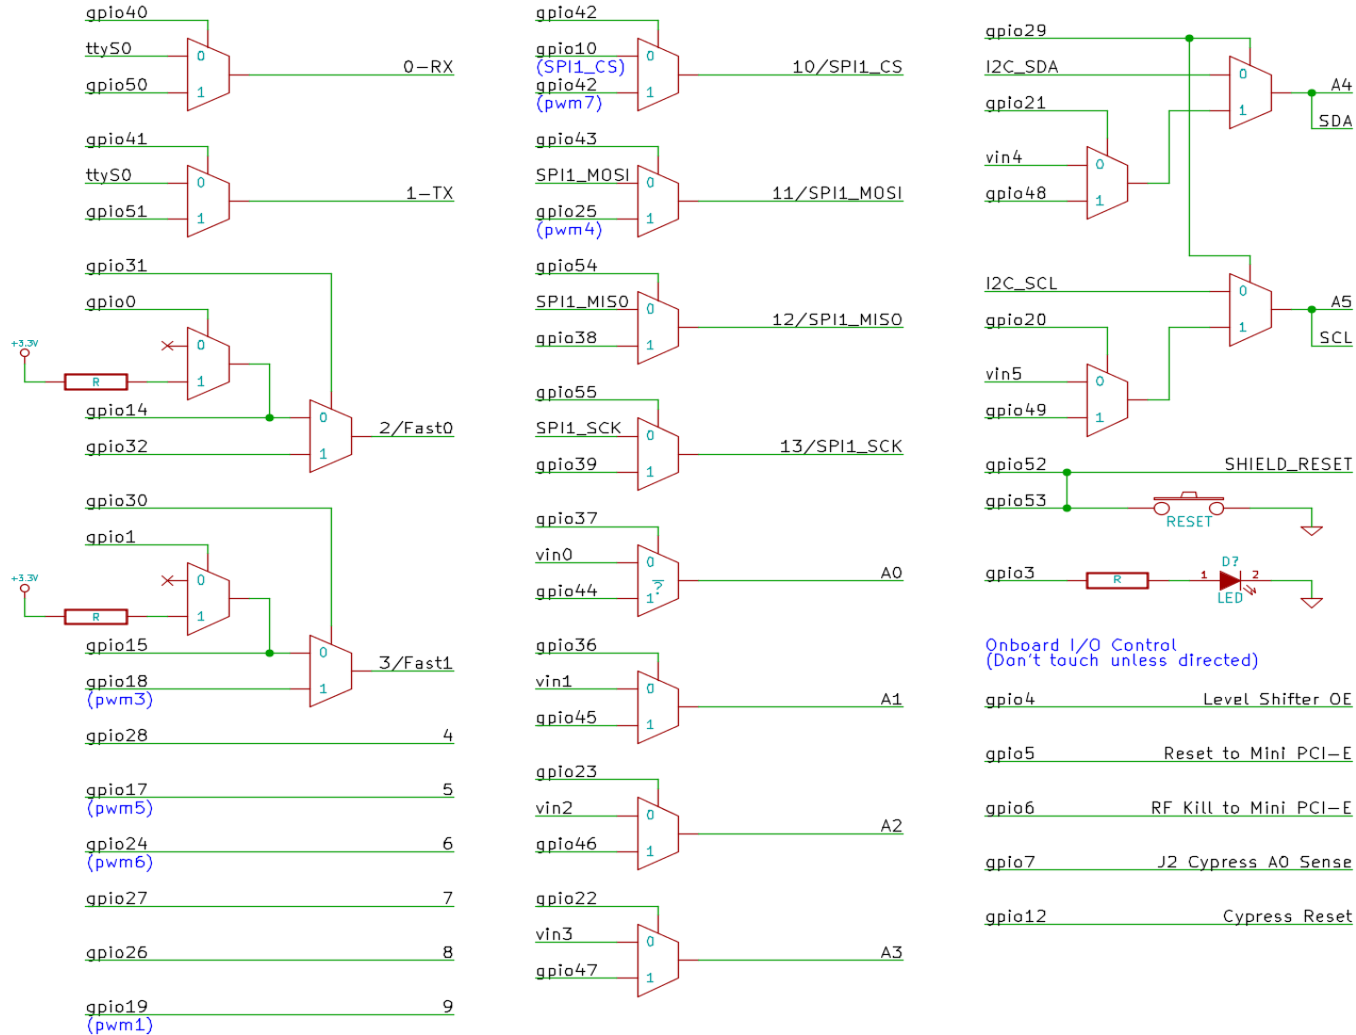 gpio40
ttyS0
0
0-RX
gpio50
1
gpio41
ttyS0
0
1-TX
gpio51
1
gpio31
gpio0
+3.3V
0
R
1
gpio14
0
2/Fast0
gpio32
1
gpio30
gpio1
+3.3V
0
R
1
gpio15
0
3/Fast1
gpio18
1
(pwm3)
gpio28
4
gpio17
5
(pwm5)
gpio24
6
(pwm6)
gpio27
7
gpio26
8
gpio19
9
(pwm1)
gpio42
gpio10
0
(SPI1_CS)
10/SPI1_CS
gpio42
1
(pwm7)
gpio43
SPI1_MOSI
0
11/SPI1_MOSI
gpio25
1
(pwm4)
gpio54
SPI1_MISO
0
12/SPI1_MISO
gpio38
1
gpio55
SPI1_SCK
0
13/SPI1_SCK
gpio39
1
gpio37
vin0
0
?
A0
gpio44
1
gpio36
vin1
0
A1
gpio45
1
gpio23
vin2
0
A2
gpio46
1
gpio22
vin3
0
A3
gpio47
1
gpio29
I2C_SDA
0
A4
gpio21
1
SDA
vin4
0
gpio48
1
I2C_SCL
0
A5
gpio20
1
SCL
vin5
0
gpio49
1
gpio52
SHIELD_RESET
gpio53
RESET
gpio3
R
D?
1
2
LED
Onboard I/O Control
(Don't touch unless directed)
gpio4
Level Shifter OE
gpio5
Reset to Mini PCI-E
gpio6
RF Kill to Mini PCI-E
gpio7
J2 Cypress A0 Sense
gpio12
Cypress Reset